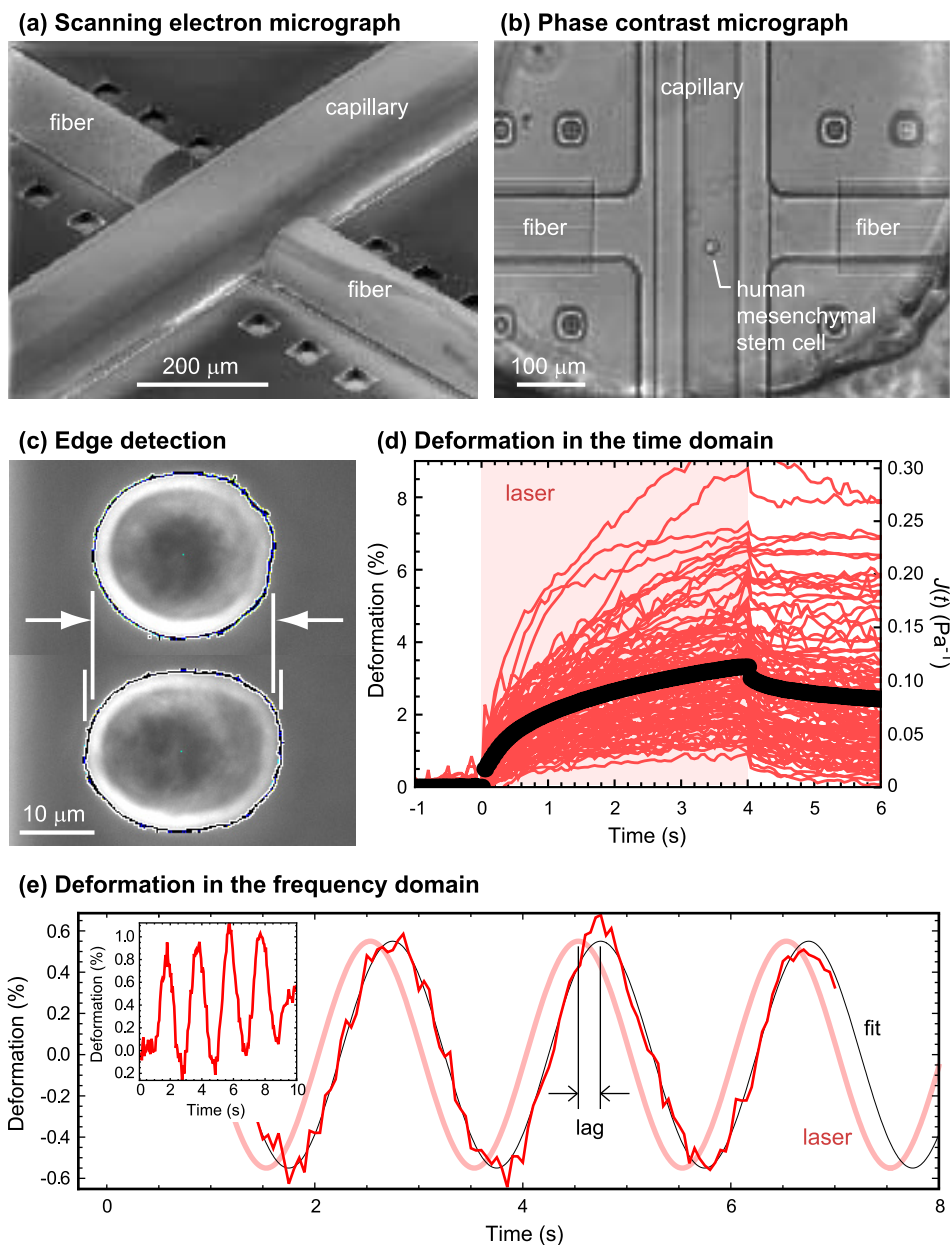 (a) Scanning electron micrograph
fiber
capillary
fiber
200 μm
(b) Phase contrast micrograph
capillary
fiber
fiber
human
mesenchymal
stem cell
100 μm
(c) Edge detection
10 μm
(d) Deformation in the time domain
laser
Deformation (%)
8
6
4
2
0
-1 0 1 2 3 4 5 6
Time (s)
0.30
0.25
0.20
0.15
0.10
0.05
0
J(t) (Pa⁻¹)
(e) Deformation in the frequency domain
Deformation (%)
0.6
0.4
0.2
0.0
-0.2
-0.4
-0.6
0 2 4 6 8
Time (s)
Deformation (%)
1.0
0.8
0.6
0.4
0.2
0.0
0.2
0 2 4 6 8 10
Time (s)
lag
fit
laser